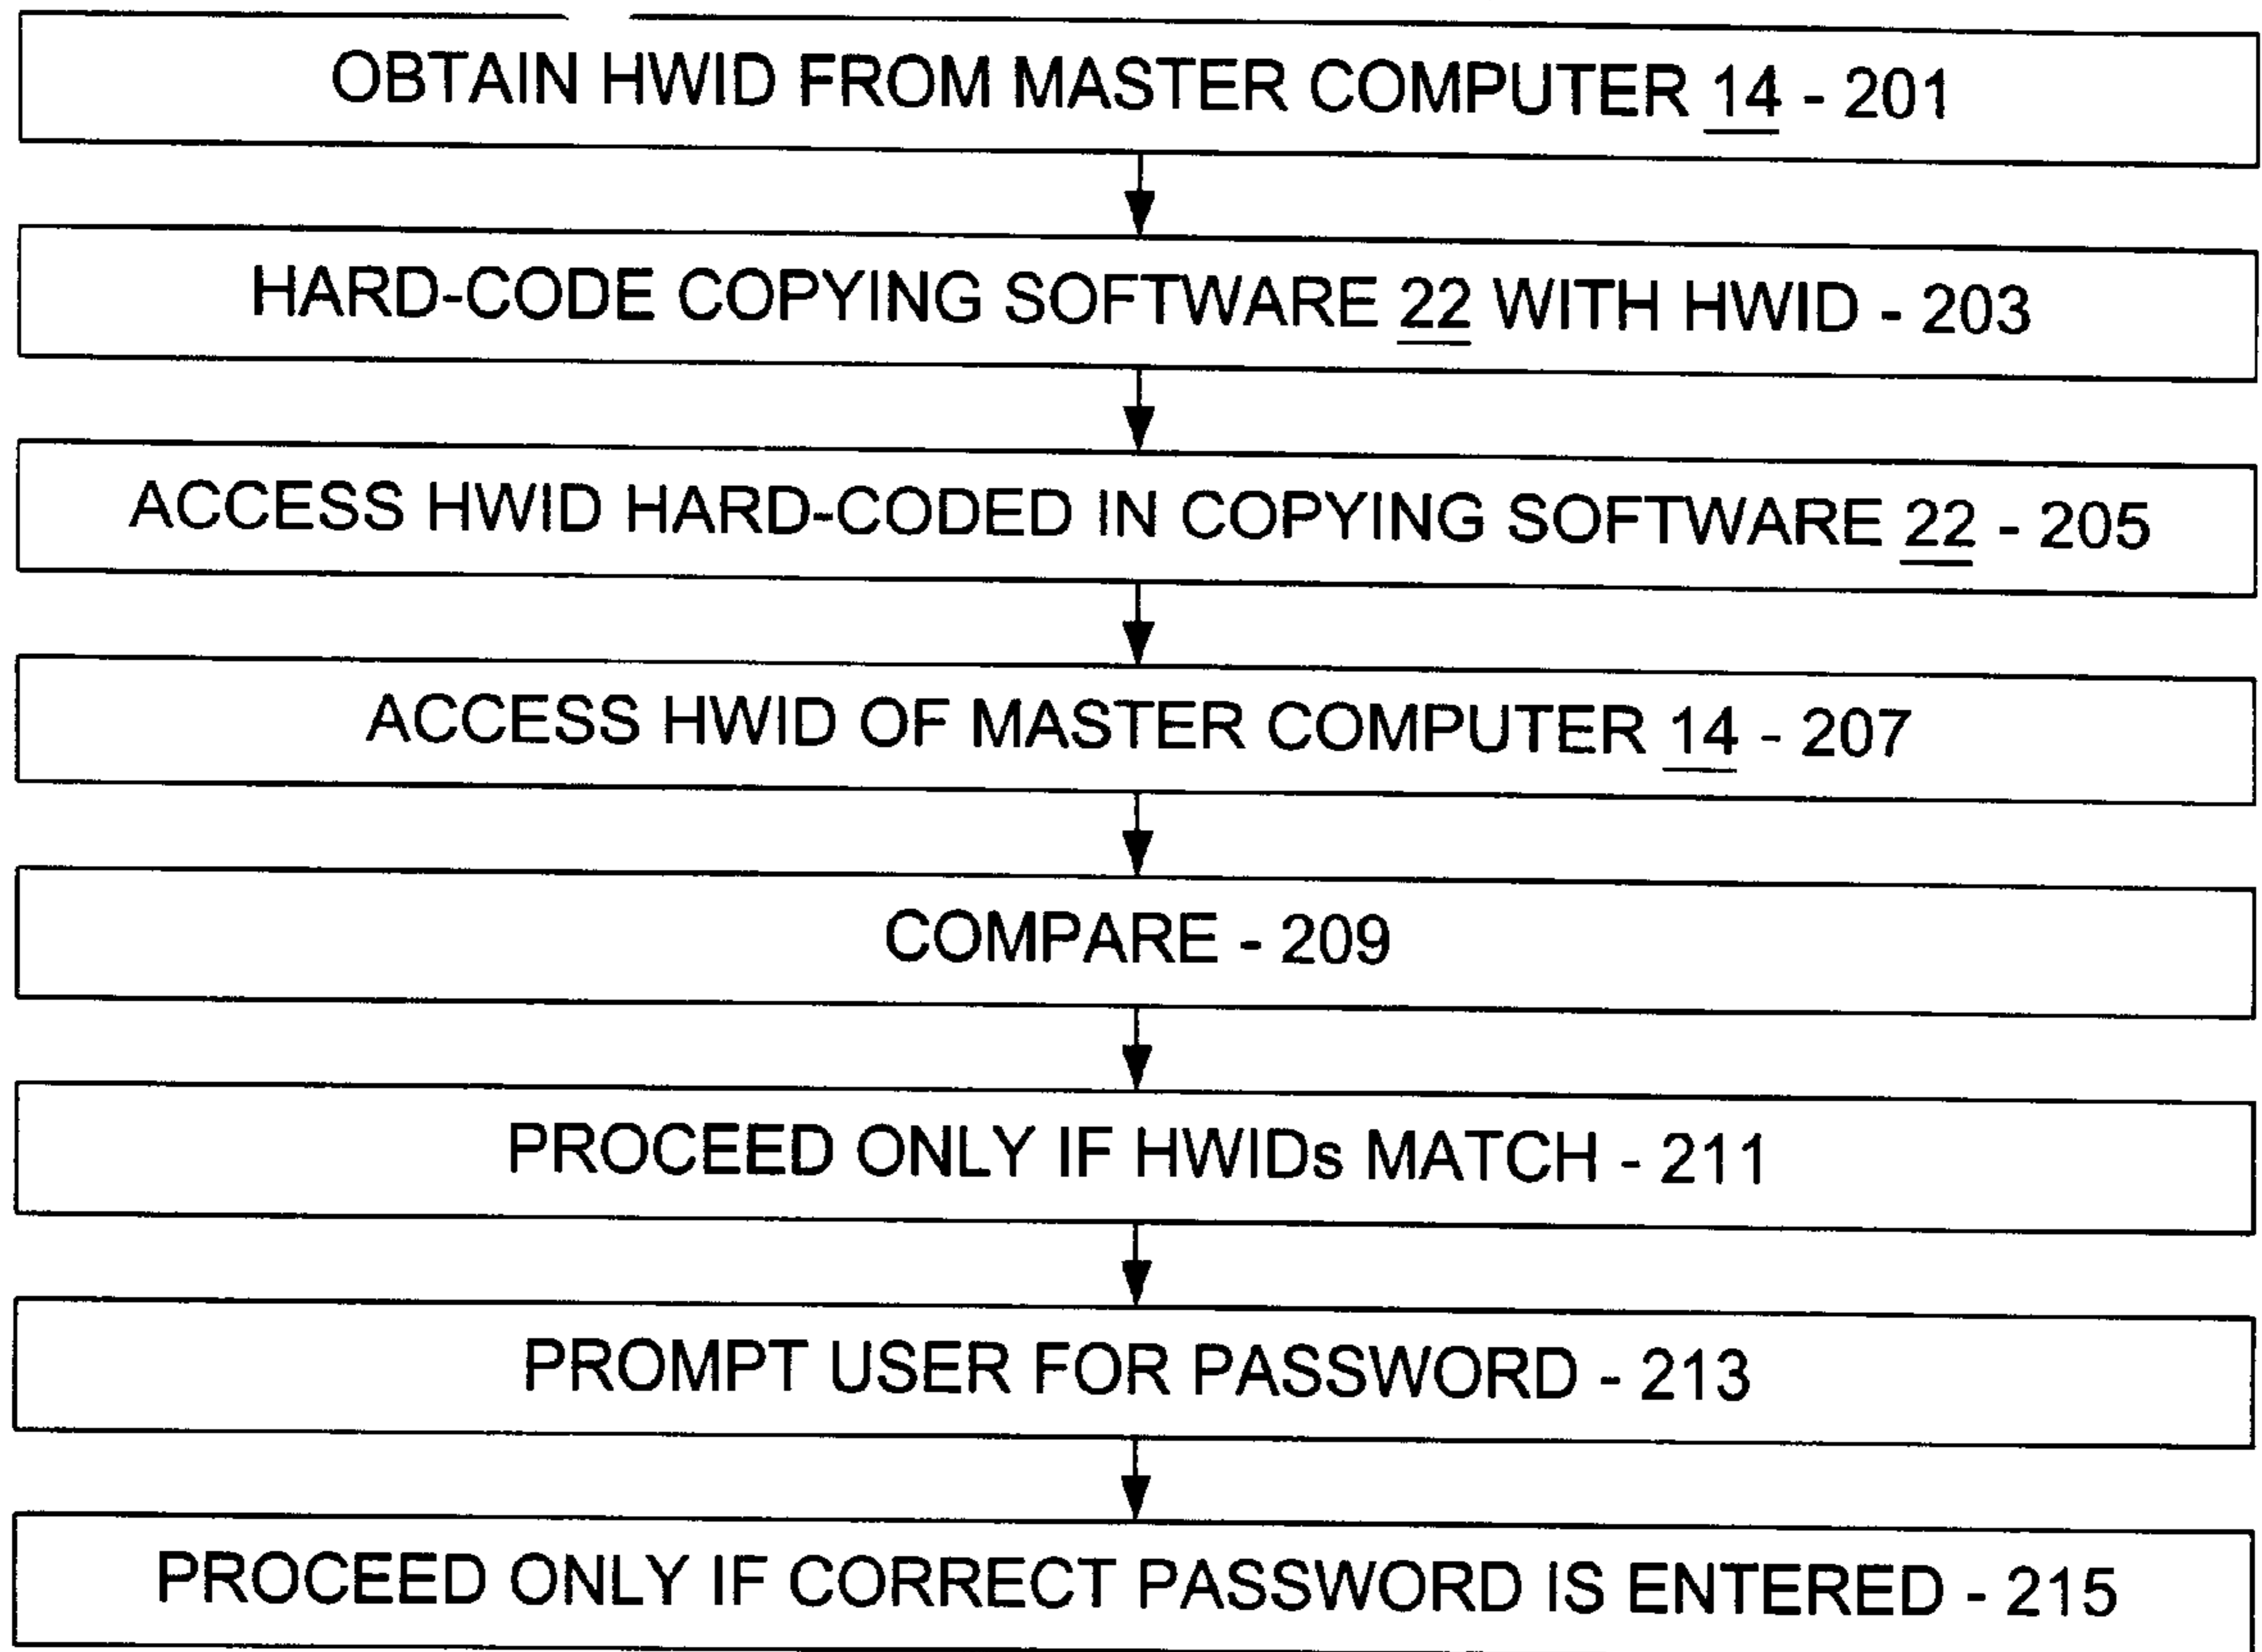 OBTAIN HWID FROM MASTER COMPUTER 14 - 201
HARD-CODE COPYING SOFTWARE 22 WITH HWID - 203
ACCESS HWID HARD-CODED IN COPYING SOFTWARE 22 - 205
ACCESS HWID OF MASTER COMPUTER 14 - 207
COMPARE - 209
PROCEED ONLY IF HWIDs MATCH - 211
PROMPT USER FOR PASSWORD - 213
PROCEED ONLY IF CORRECT PASSWORD IS ENTERED - 215